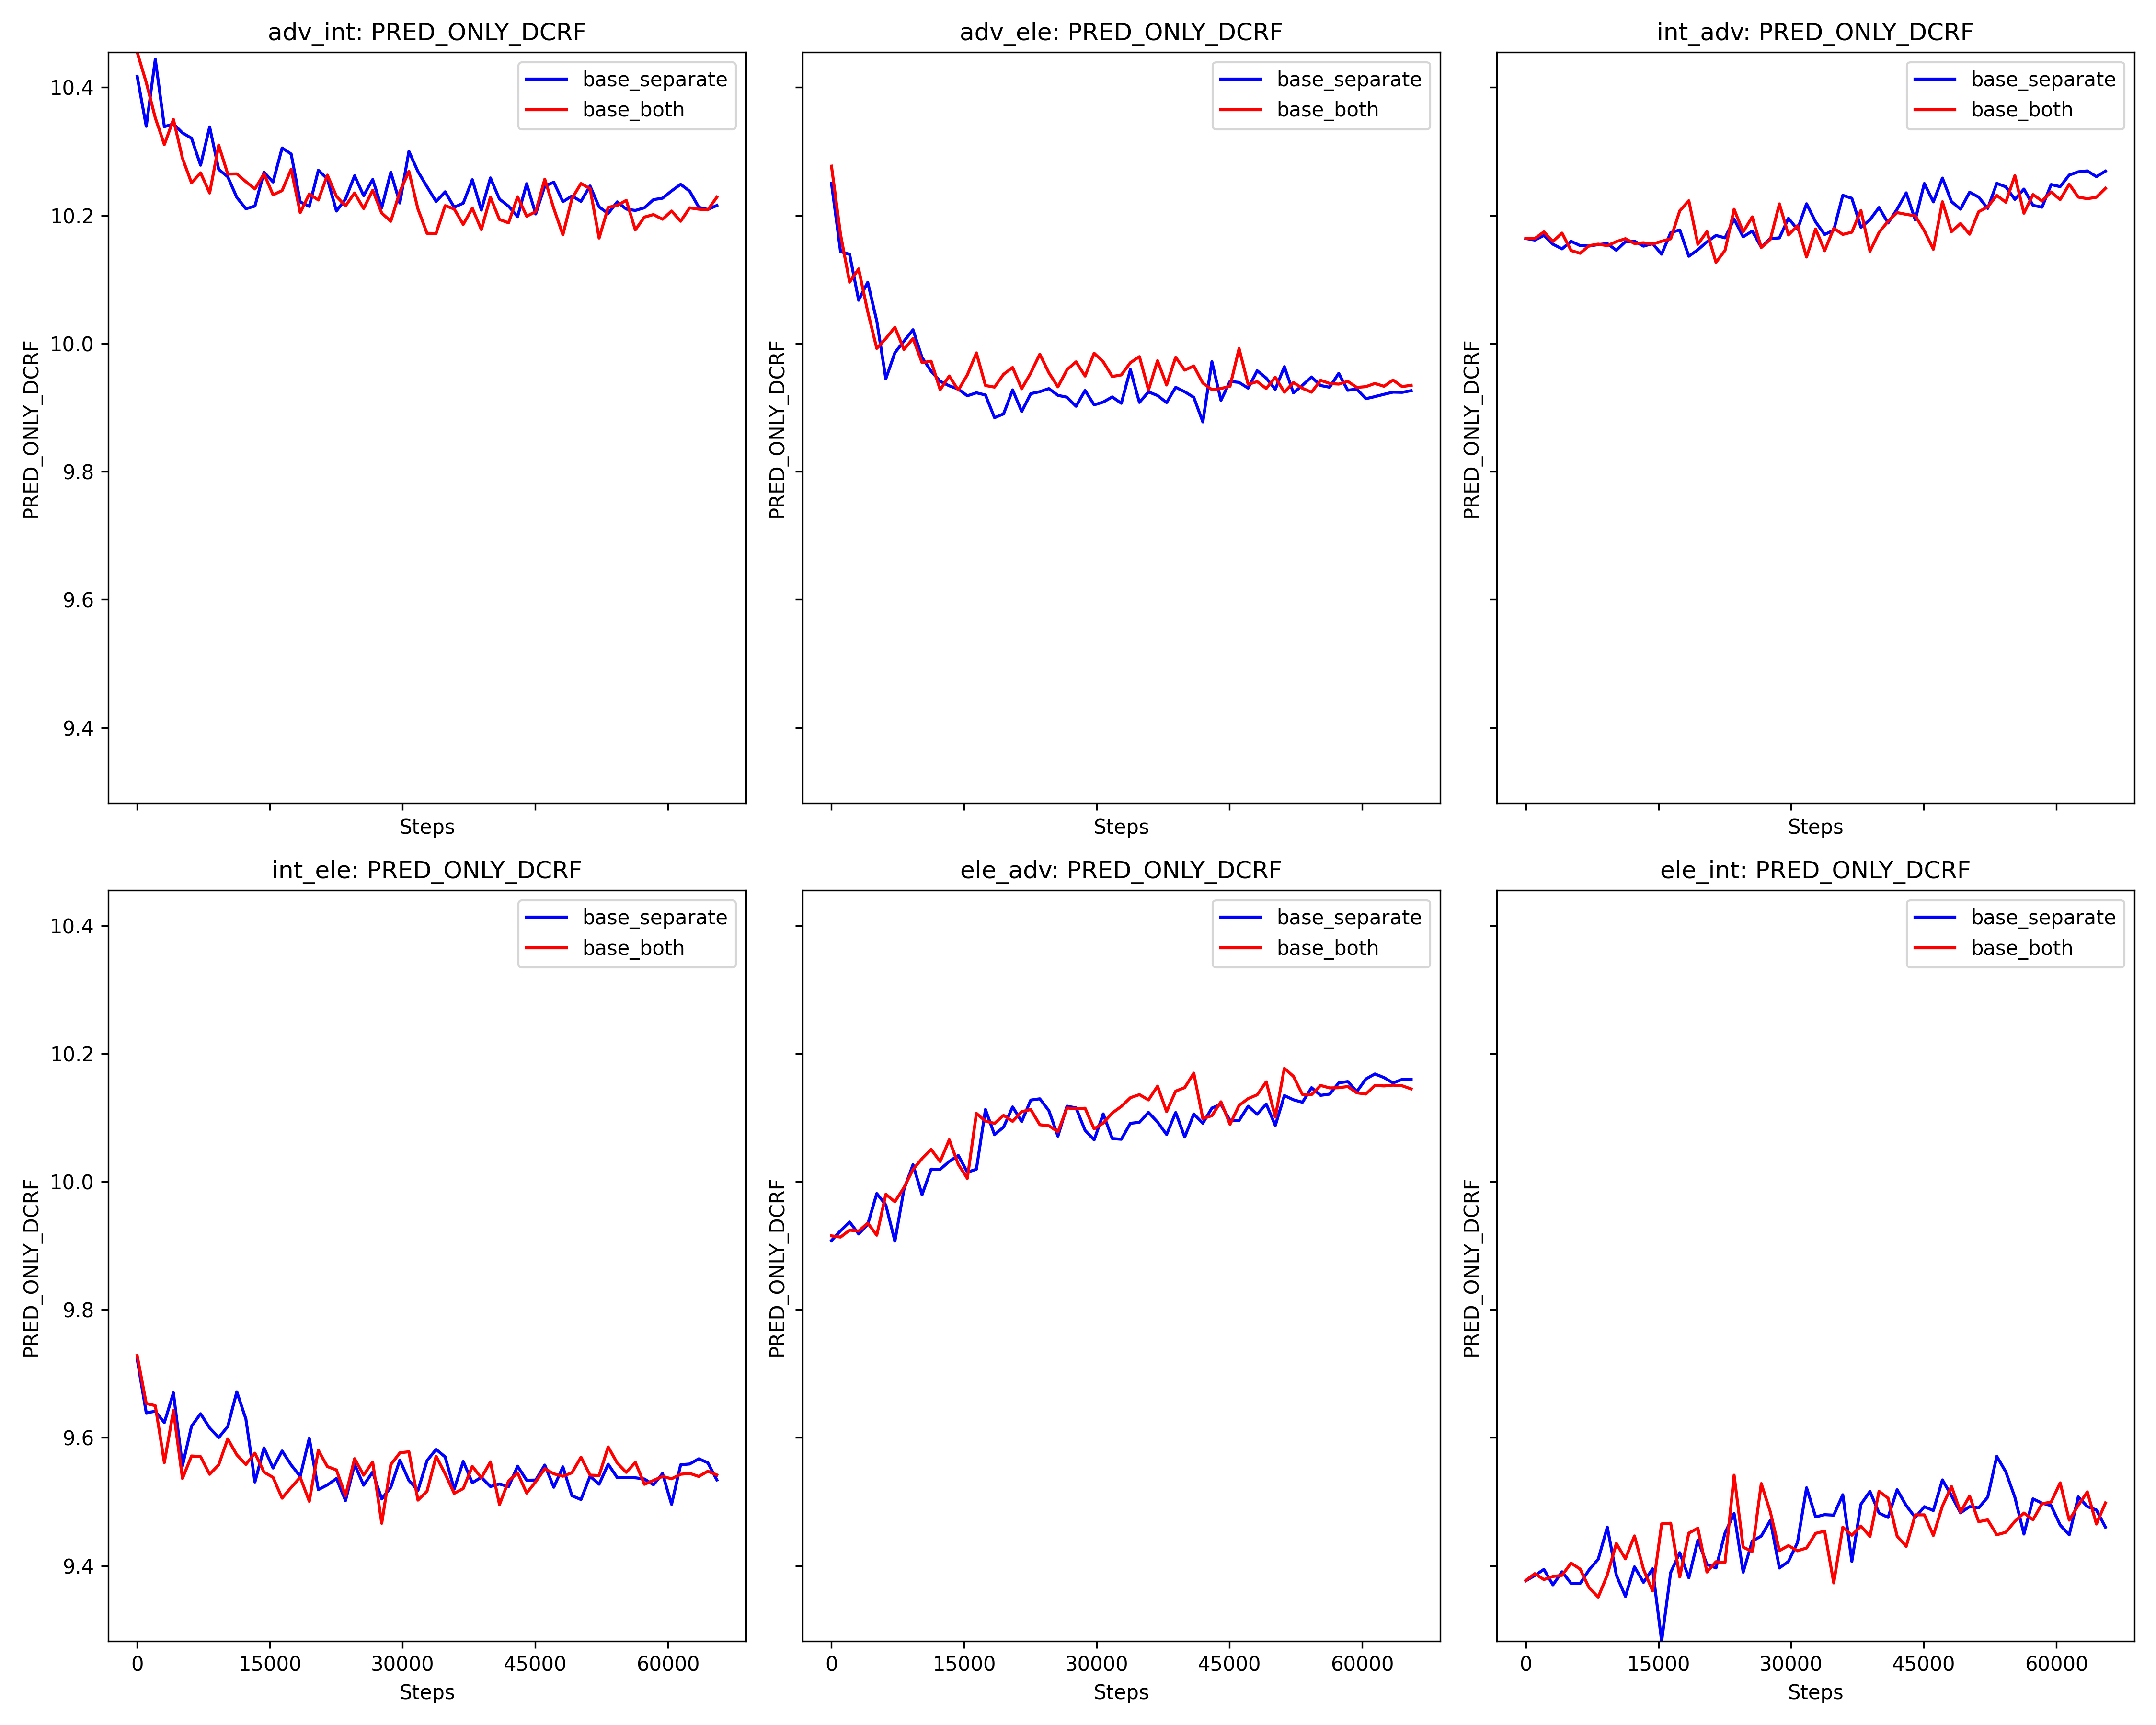 adv_int: PRED_ONLY_DCRF
adv_ele: PRED_ONLY_DCRF
int_adv: PRED_ONLY_DCRF
base_separate
base_both
base_separate
base_both
base_separate
base_both
10.4
10.2
10.0
9.8
9.6
9.4
PRED_ONLY_DCRF
PRED_ONLY_DCRF
PRED_ONLY_DCRF
Steps
Steps
Steps
int_ele: PRED_ONLY_DCRF
ele_adv: PRED_ONLY_DCRF
ele_int: PRED_ONLY_DCRF
base_separate
base_both
base_separate
base_both
base_separate
base_both
10.4
10.2
10.0
9.8
9.6
9.4
PRED_ONLY_DCRF
PRED_ONLY_DCRF
PRED_ONLY_DCRF
0 15000 30000 45000 60000
0 15000 30000 45000 60000
0 15000 30000 45000 60000
Steps
Steps
Steps